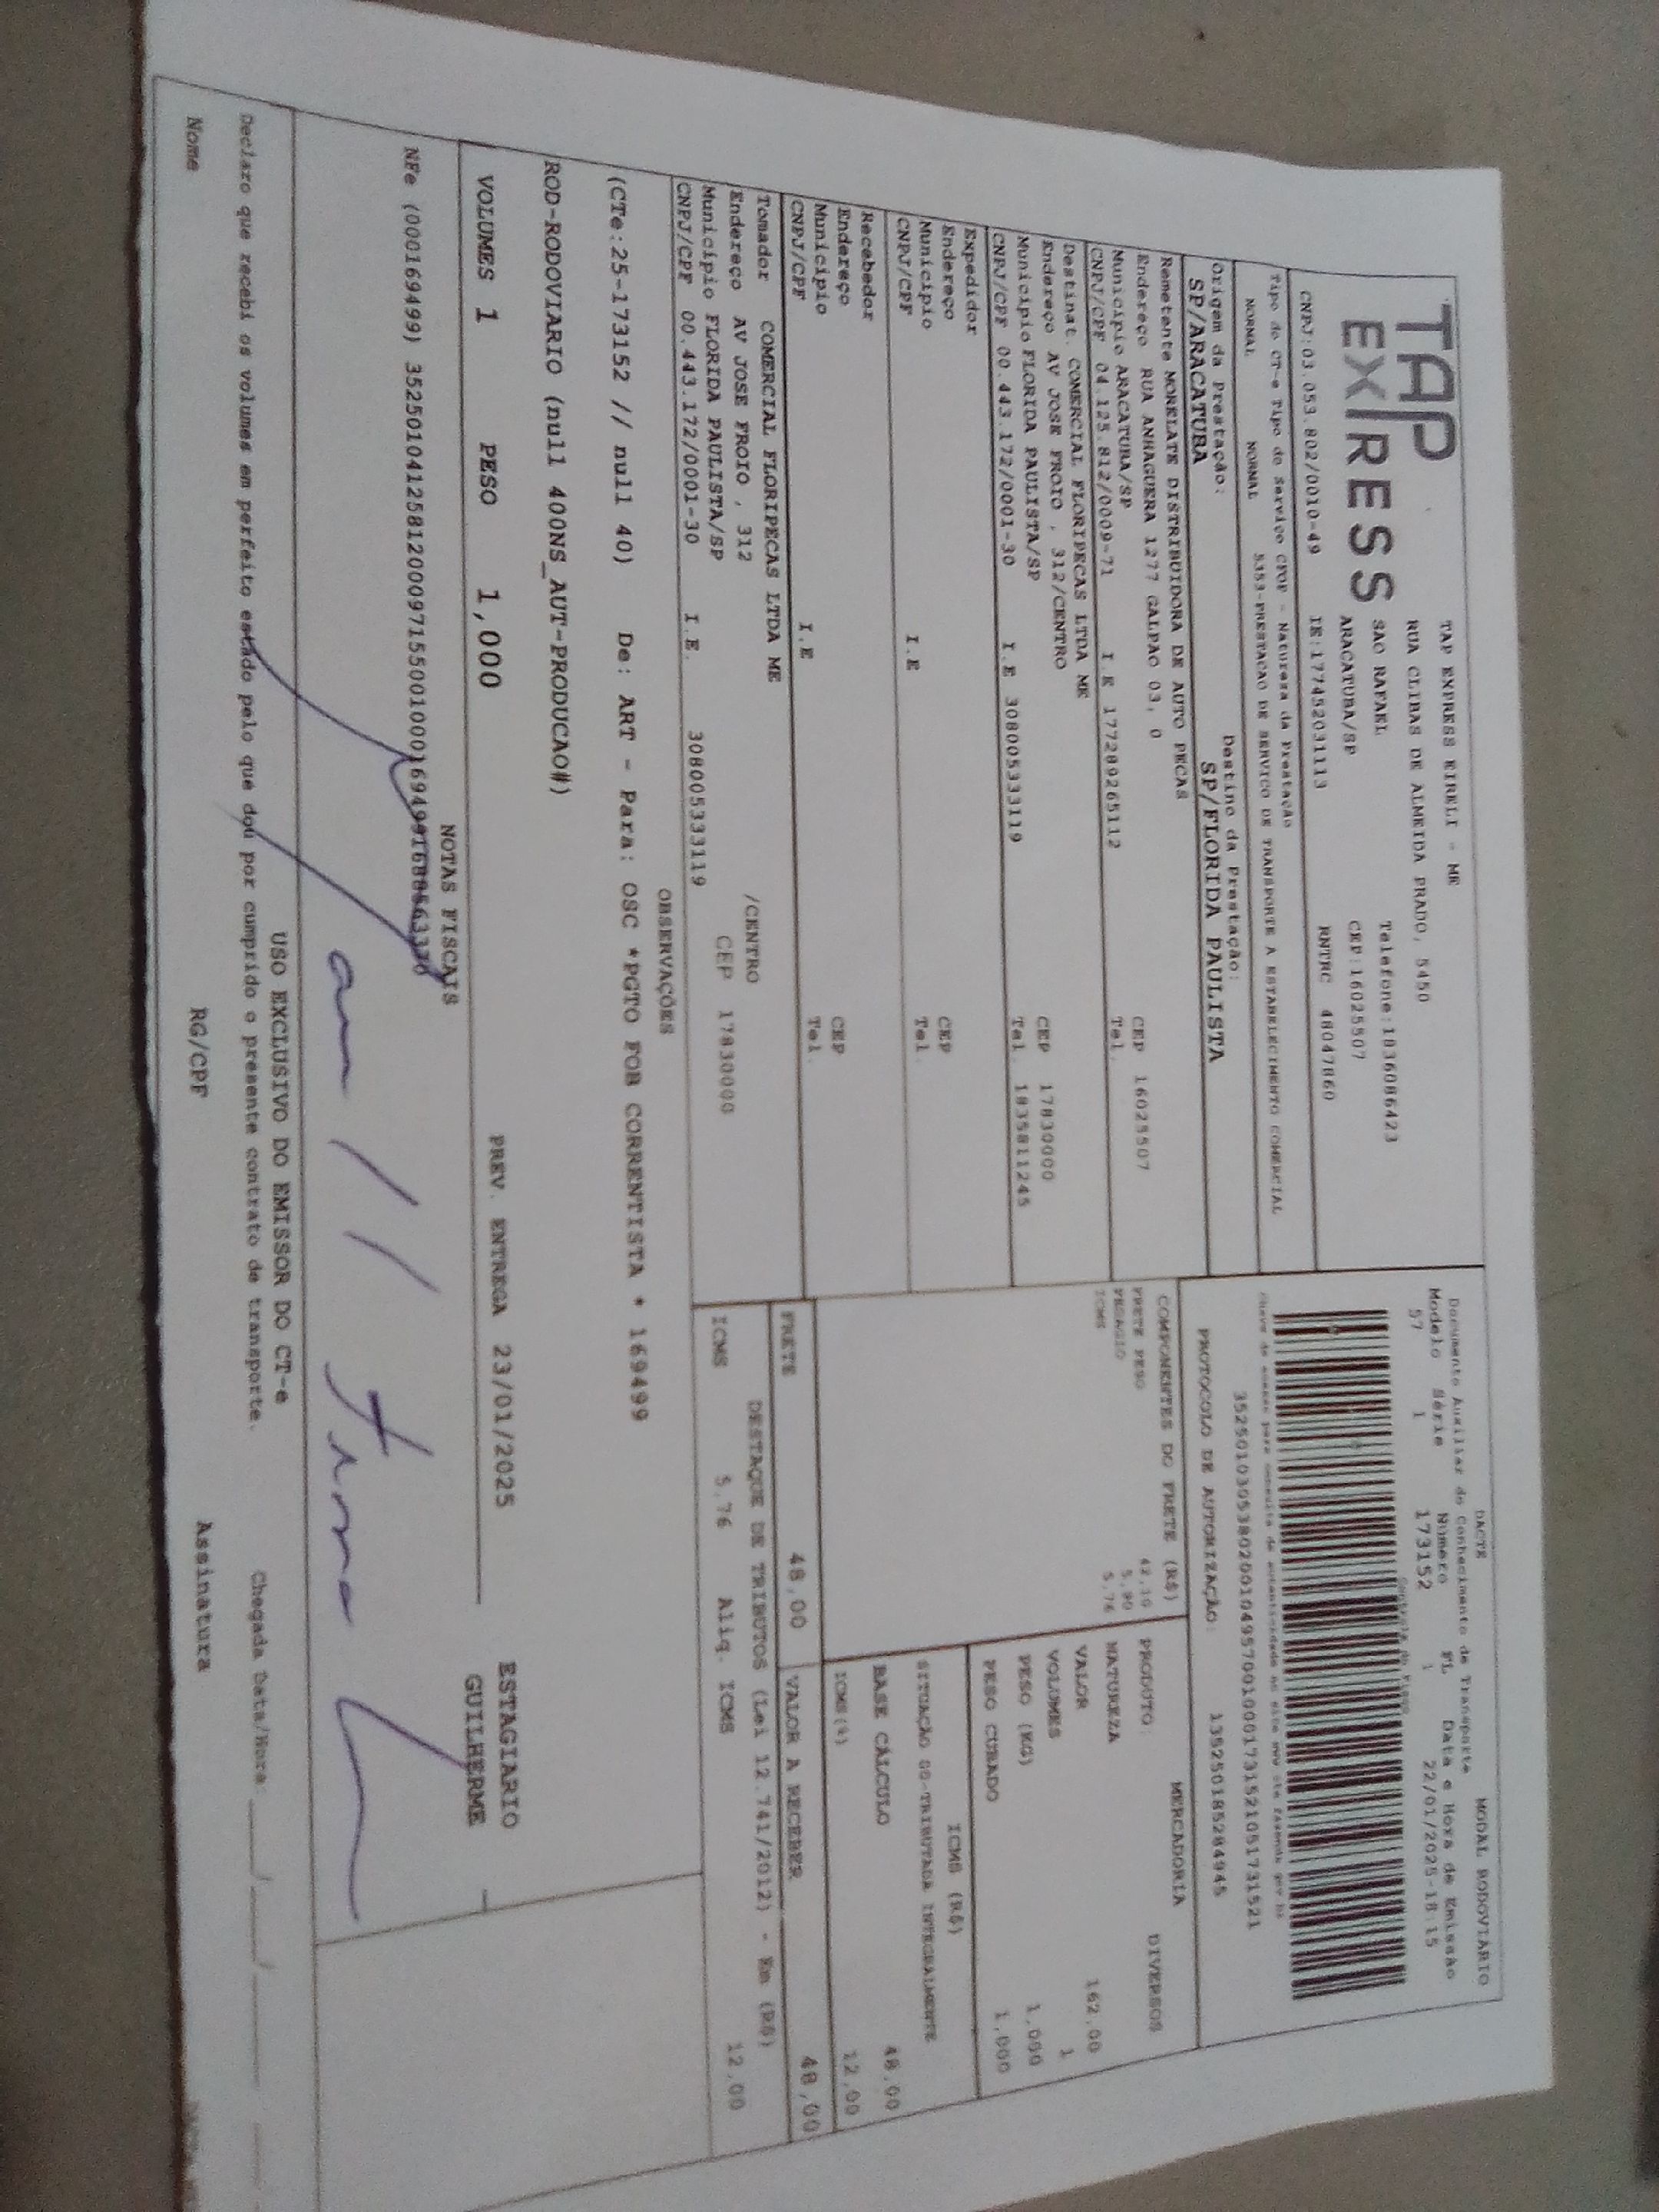 TAP
EXPRESS
TAP EXPRESS EIRELI - ME
RUA CLIBAS DE ALMEIDA PRADO, 5450
SAO RAFAEL Telefone:1836086423
ARACATUBA/SP CEP:16025507
CNPJ:03.053.802/0010-49 IE:177452031113 RNTRC 48047860
DACTE MODAL RODOVIÁRIO
Documento Auxiliar do Conhecimento de Transporte
Modelo Série Número FL Data e Hora de Emissão
57 1 173152 1 22/01/2025-18:15
Controle do Fisco
Tipo do CT-e Tipo do Serviço CFOP - Natureza da Prestação
NORMAL NORMAL 5353-PRESTACAO DE SERVICO DE TRANSPORTE A ESTABELECIMENTO COMERCIAL
35250103053802001049570010001731521051731521
PROTOCOLO DE AUTORIZAÇÃO: 135250185284945
Origem da Prestação: Destino da Prestação:
SP/ARACATUBA SP/FLORIDA PAULISTA
Remetente MORELATE DISTRIBUIDORA DE AUTO PECAS
Endereço RUA ANHAGUERA 1277 GALPAO 03, 0 CEP 16025507
Município ARACATUBA/SP Tel.
CNPJ/CPF 04.125.812/0009-71 I.E 177289265112
Destinat. COMERCIAL FLORIPECAS LTDA ME
Endereço AV JOSE FROIO , 312/CENTRO CEP 17830000
Município FLORIDA PAULISTA/SP Tel. 1835811245
CNPJ/CPF 00.443.172/0001-30 I.E 3080053333119
Expedidor
Endereço CEP
Município Tel.
CNPJ/CPF I.E
Recebedor
Endereço CEP
Município Tel.
CNPJ/CPF I.E
Tomador COMERCIAL FLORIPECAS LTDA ME
Endereço AV JOSE FROIO , 312 /CENTRO
Município FLORIDA PAULISTA/SP CEP 17830000
CNPJ/CPF 00.443.172/0001-30 I.E. 3080053333119
COMPONENTES DO FRETE (R$)
FRETE PESO
PEDAGIO 5,90
ICMS 5,76
MERCADORIA
PRODUTO: DIVERSOS
NATUREZA
VALOR 162,00
VOLUMES 1
PESO (KG) 1,000
PESO CUBADO 1,000
ICMS (R$)
SITUAÇÃO 00-TRIBUTADA INTEGRALMENTE
BASE CÁLCULO 48,00
ICMS(%) 12,00
FRETE 48,00 VALOR A RECEBER 48,00
DESTAQUE DE TRIBUTOS (Lei 12.741/2012) - Em (R$)
ICMS 5,76 Aliq. ICMS 12,00
OBSERVAÇÕES
(CTe:25-173152 // null 40) De: ART - Para: OSC *PGTO FOB CORRENTISTA * 169499
ROD-RODOVIARIO (null 400NS_AUT-PRODUCAO#)
VOLUMES 1 PESO 1,000 PREV. ENTREGA 23/01/2025
ESTAGIARIO
GUILHERME
NOTAS FISCAIS
NFe (000169499)
USO EXCLUSIVO DO EMISSOR DO CT-e
Declaro que recebi os volumes em perfeito estado pelo que dou por cumprido o presente contrato de transporte. Chegada Data/Hora: ___/___/______
Nome RG/CPF Assinatura